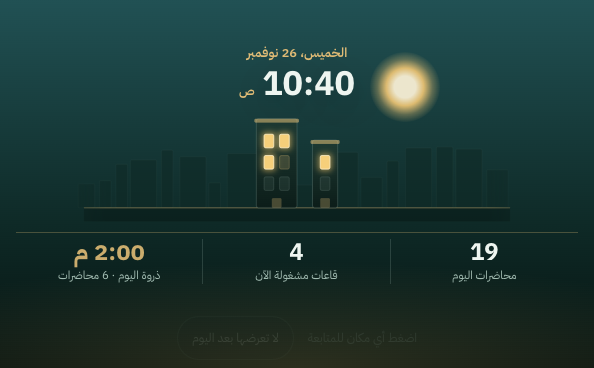 الخميس، 26 نوفمبر
10:40 ص
19
محاضرات اليوم
4
قاعات مشغولة الآن
2:00 م
ذروة اليوم · 6 محاضرات
اضغط أي مكان للمتابعة
لا تعرضها بعد اليوم